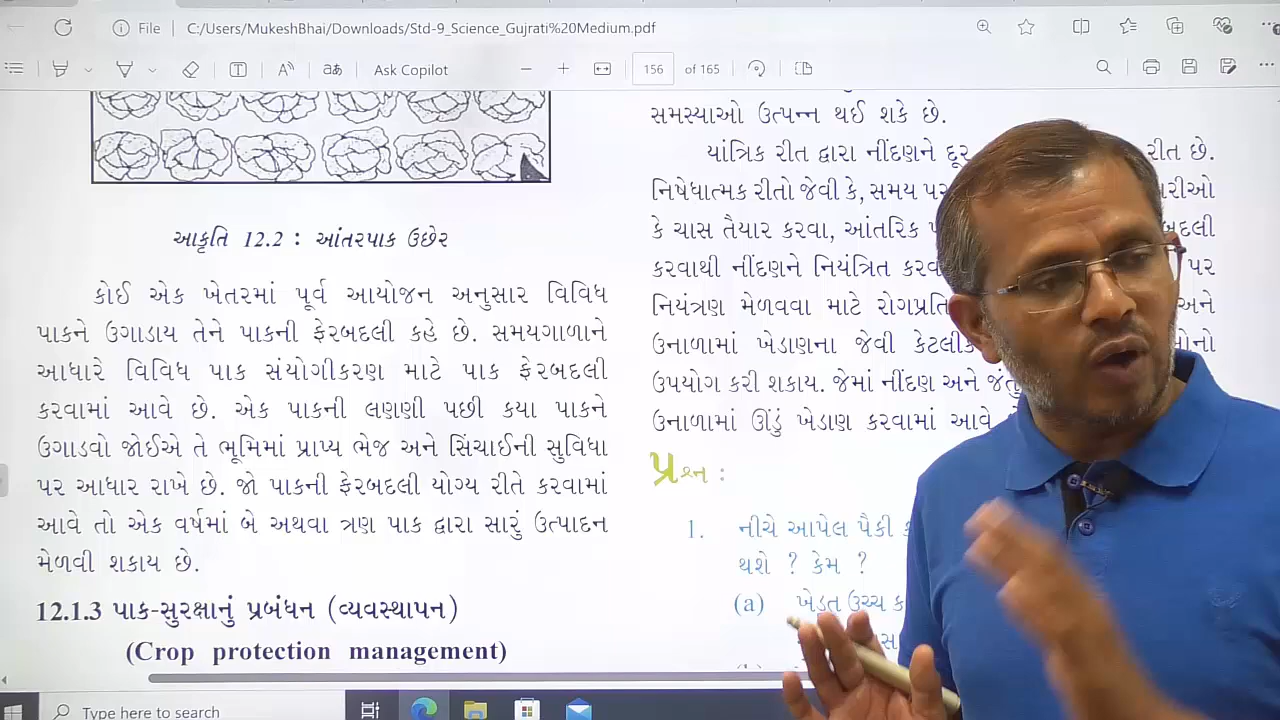 File C:/Users/MukeshBhai/Downloads/Std-9_Science_Gujrati%20Medium.pdf
Ask Copilot 156 of 165
આકૃતિ 12.2 : આંતરપાક ઉછેર
કોઈ એક ખેતરમાં પૂર્વ આયોજન અનુસાર વિવિધ
પાકને ઉગાડાય તેને પાકની ફેરબદલી કહે છે. સમયગાળાને
આધારે વિવિધ પાક સંયોગીકરણ માટે પાક ફેરબદલી
કરવામાં આવે છે. એક પાકની લણણી પછી કયા પાકને
ઉગાડવો જોઈએ તે ભૂમિમાં પ્રાપ્ય ભેજ અને સિંચાઈની સુવિધા
પર આધાર રાખે છે. જો પાકની ફેરબદલી યોગ્ય રીતે કરવામાં
આવે તો એક વર્ષમાં બે અથવા ત્રણ પાક દ્વારા સારું ઉત્પાદન
મેળવી શકાય છે.
12.1.3 પાક-સુરક્ષાનું પ્રબંધન (વ્યવસ્થાપન)
(Crop protection management)
સમસ્યાઓ ઉત્પન્ન થઈ શકે છે.
યાંત્રિક રીત દ્વારા નીંદણને દૂર રીત છે.
નિષેધાત્મક રીતો જેવી કે, સમય પર
કે ચાસ તૈયાર કરવા, આંતરિક
કરવાથી નીંદણને નિયંત્રિત પર
નિયંત્રણ મેળવવા માટે અને
ઉનાળામાં ખેડાણના જેવી
ઉપયોગ કરી શકાય. જેમાં નીંદણ અને
ઉનાળામાં ઊંડું ખેડાણ કરવામાં આવે
પ્રશ્ન :
1. નીચે આપેલ પૈકી
થશે ? કેમ ?
(a) ખેડૂત ઉચ્ચ
Type here to search